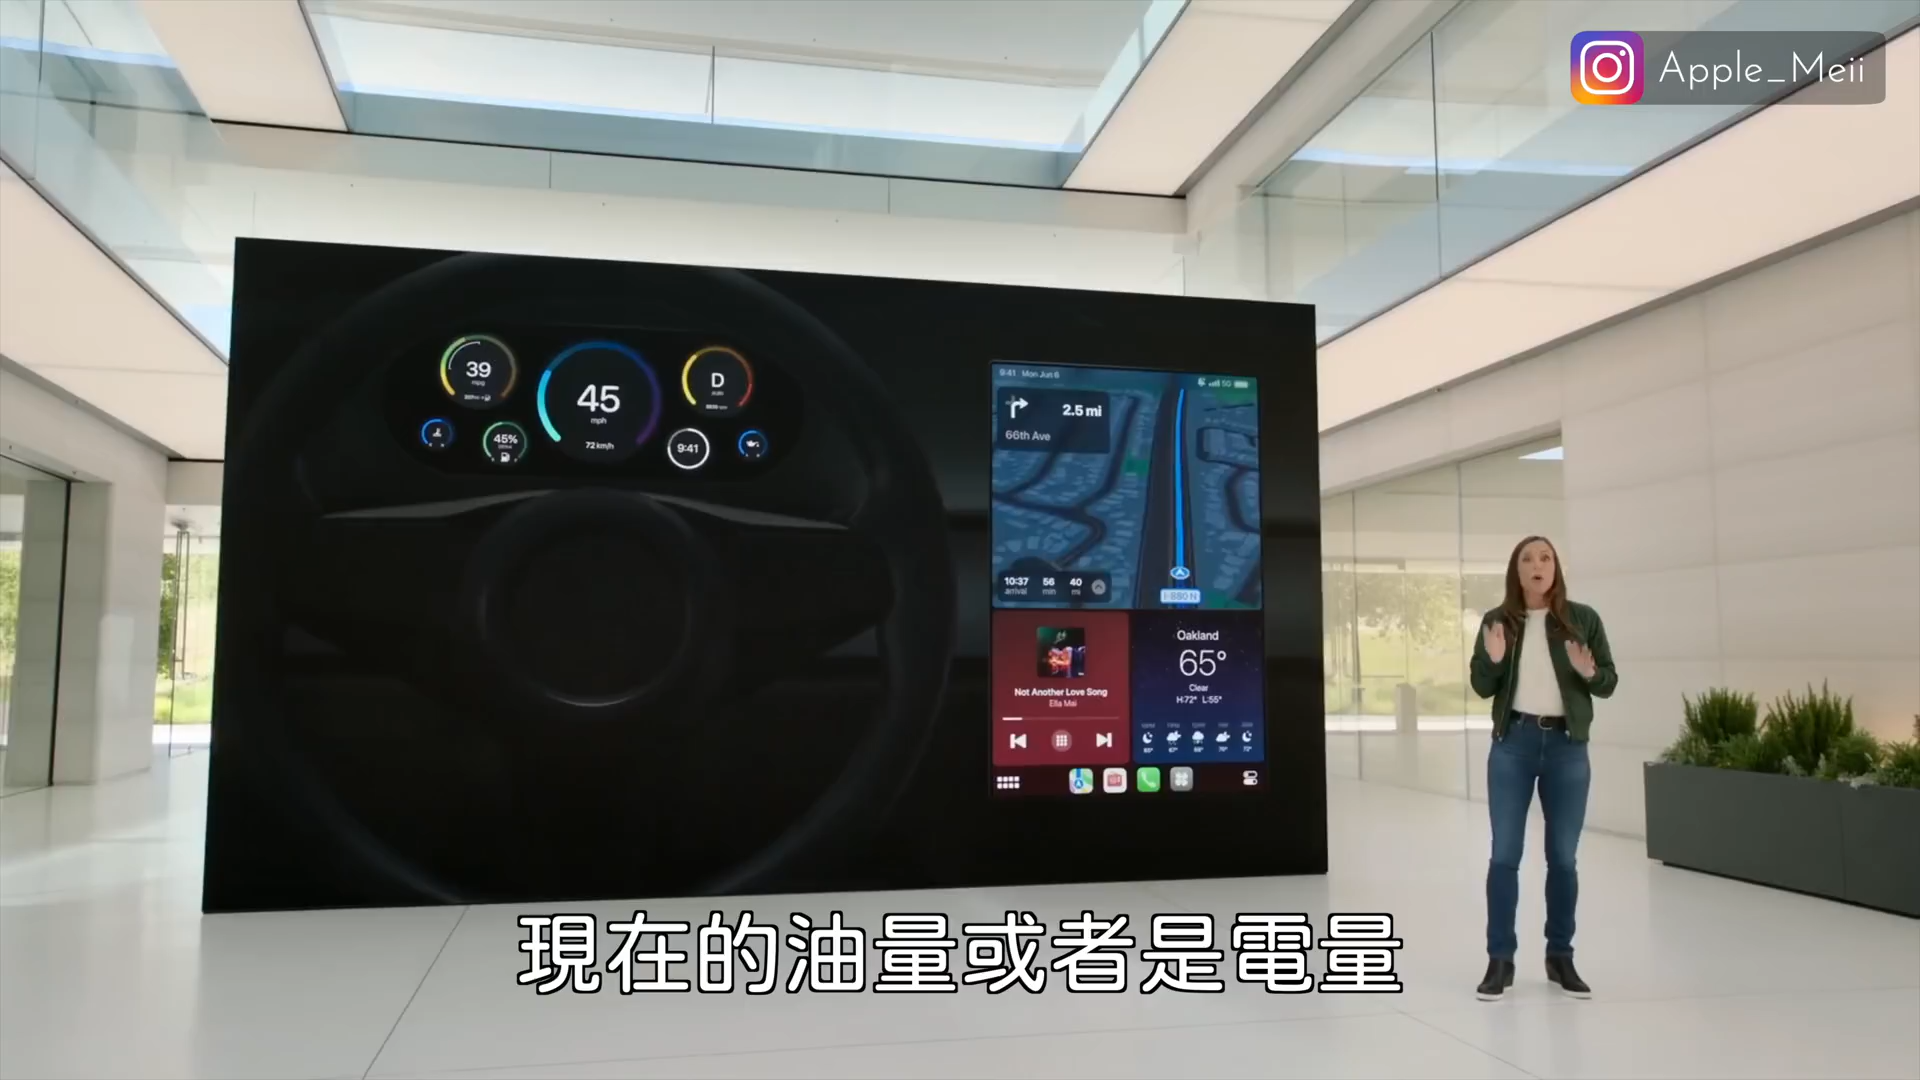 Apple_Meii
39
mpg
45
mph
72 km/h
D
45%
9:41
9:41 Mon Jun 6
5G
2.5 mi
66th Ave
10:37 56 40
arrival min mi
I-880 N
Not Another Love Song
Ella Mai
Oakland
65°
Clear
H:72° L:55°
現在的油量或者是電量